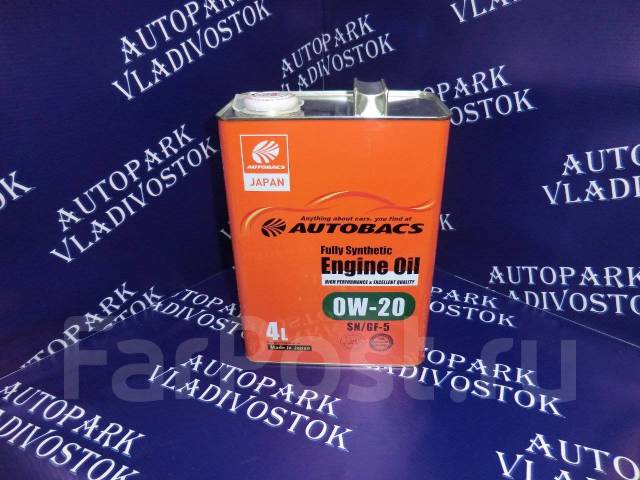 AUTOPARK
VLADIVOSTOK
AUTOPARK
VLADIVOSTOK
AUTOPARK
VLADIVOSTOK
AUTOPARK
VLADIVOSTOK
AUTOBACS
JAPAN
Anything about cars, you find at
AUTOBACS
Fully Synthetic
Engine Oil
HIGH PERFORMANCE & EXCELLENT QUALITY
0W-20
SN/GF-5
4L
Made in Japan
FarPost.ru
AUTOPARK
VLADIVOSTOK
AUTOPARK
VLADIVOSTOK
AUTOPARK
VLADIVOSTOK
AUTOPARK
VLADIVOSTOK